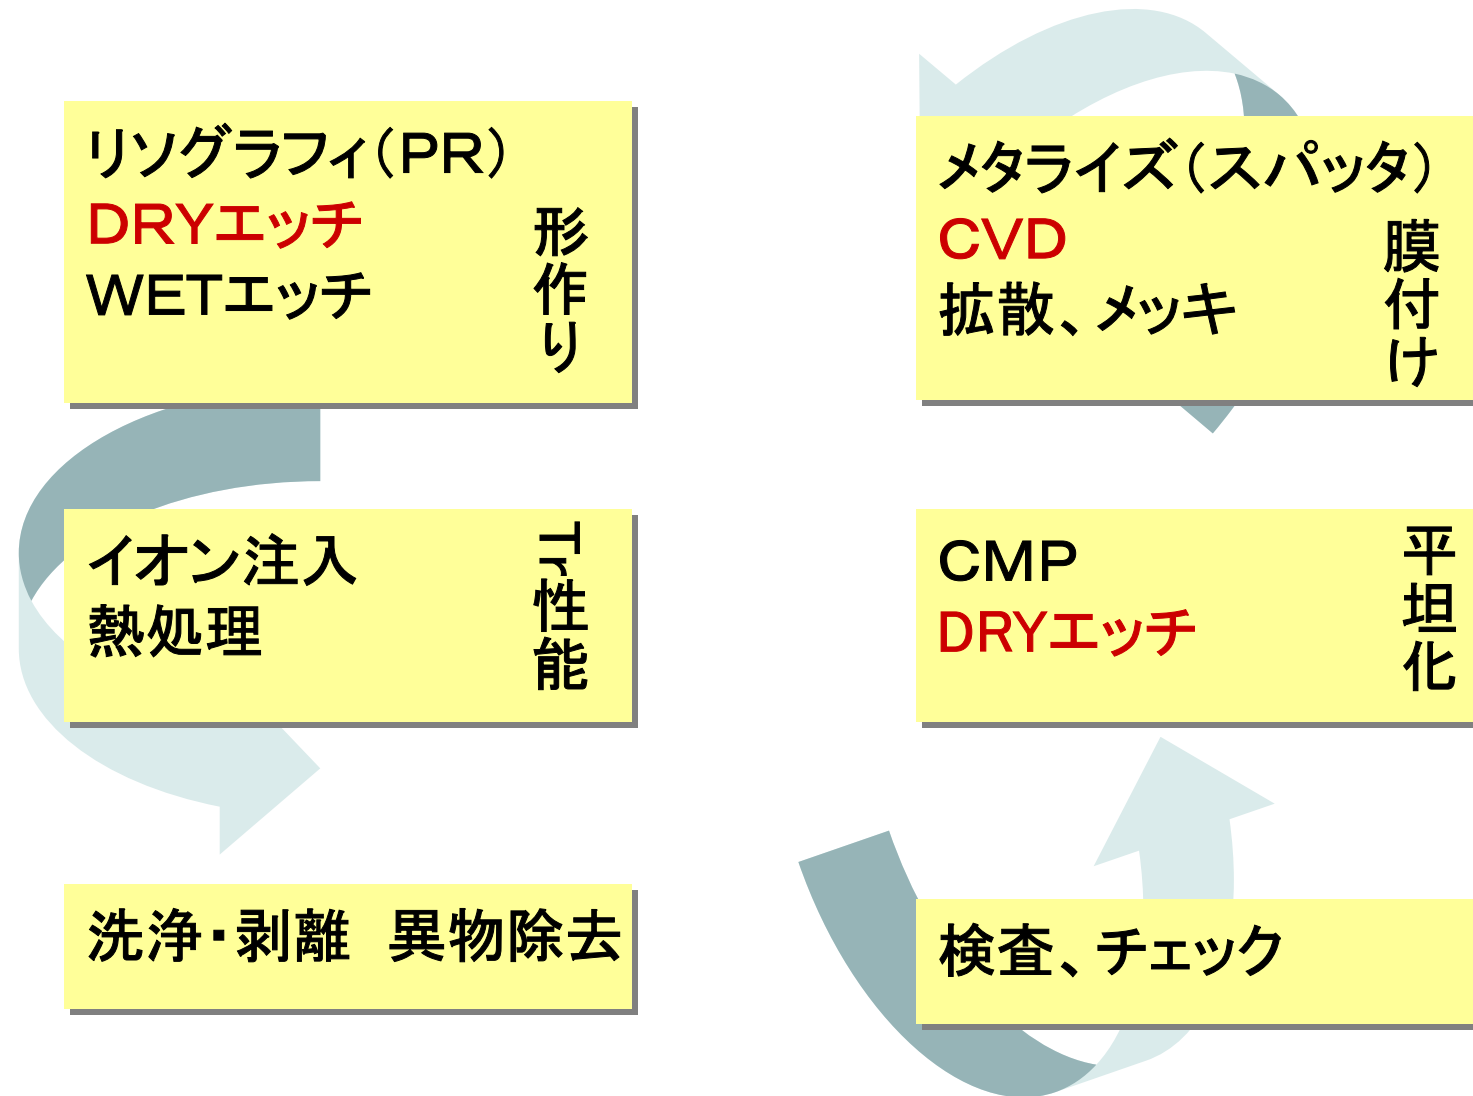 リソグラフィ（ＰＲ）
ＤＲＹエッチ
ＷＥＴエッチ
形作り
イオン注入
熱処理
Tr性能
洗浄・剥離　異物除去
メタライズ（スパッタ）
ＣＶＤ
拡散、メッキ
膜付け
ＣＭＰ
DRYエッチ
平坦化
検査、チェック